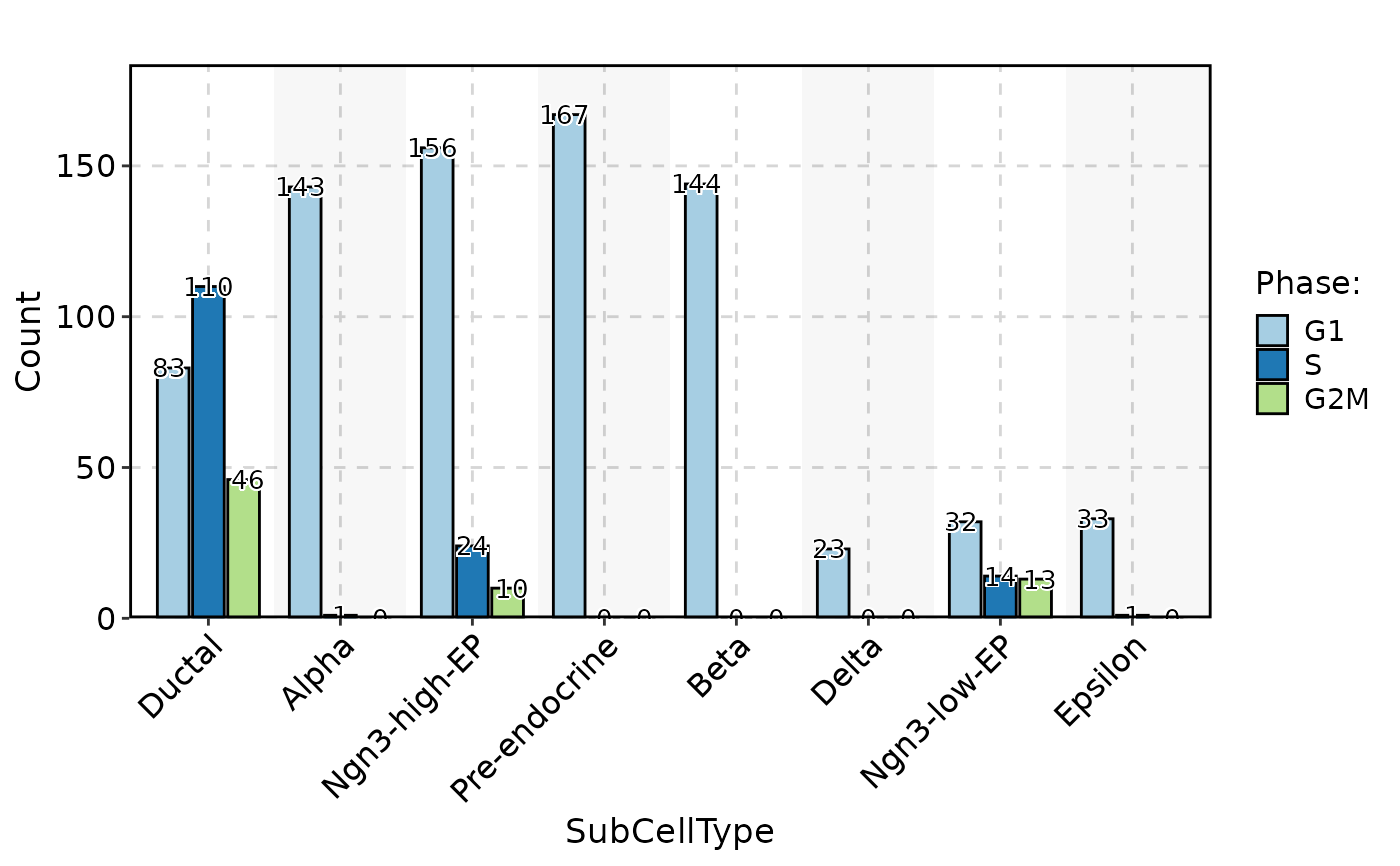 Count
150
100
50
0
83
110
46
143
1
0
156
24
10
167
0
0
144
0
0
23
0
0
32
14
13
33
1
0
Ductal
Alpha
Ngn3-high-EP
Pre-endocrine
Beta
Delta
Ngn3-low-EP
Epsilon
SubCellType
Phase:
G1
S
G2M